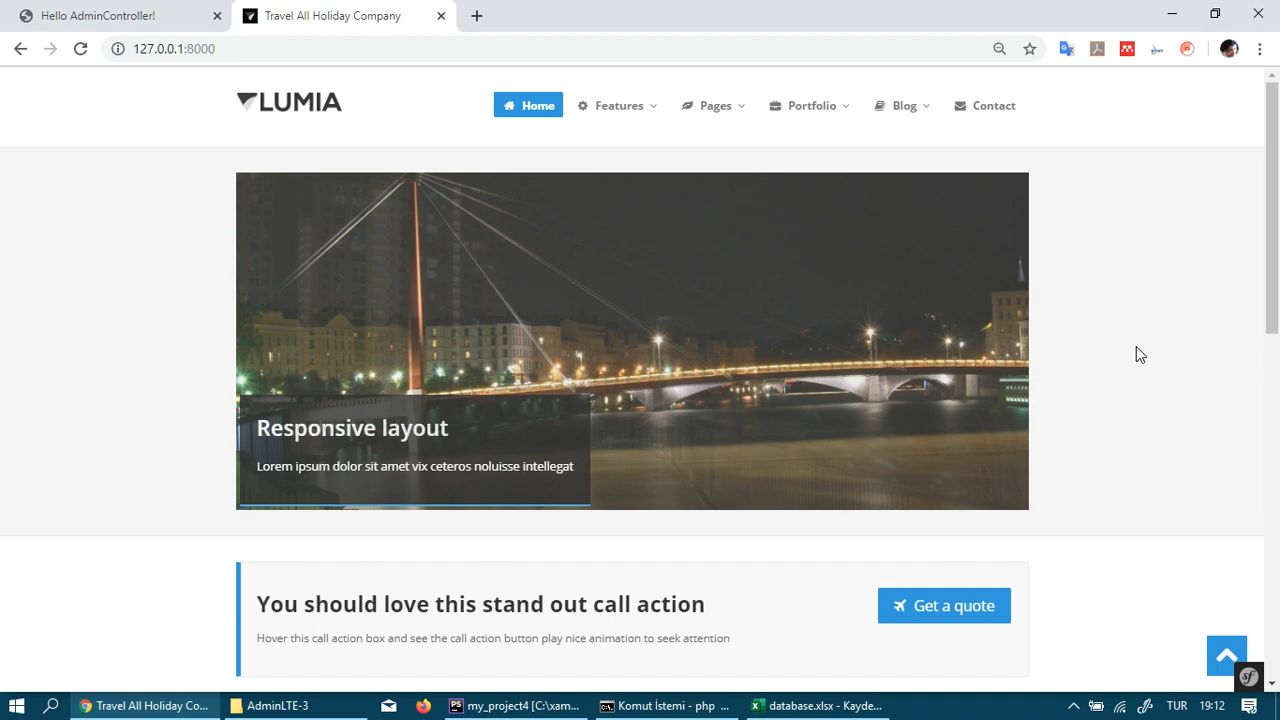 Hello AdminController!
Travel All Holiday Company
127.0.0.1:8000
LUMIA
Home
Features
Pages
Portfolio
Blog
Contact
Responsive layout
Lorem ipsum dolor sit amet vix ceteros noluisse intellegat
You should love this stand out call action
Hover this call action box and see the call action button play nice animation to seek attention
Get a quote
sf
Travel All Holiday Co...
AdminLTE-3
PS
my_project4 [C:\xam...
Komut İstemi - php ...
database.xlsx - Kayde...
TUR
19:12